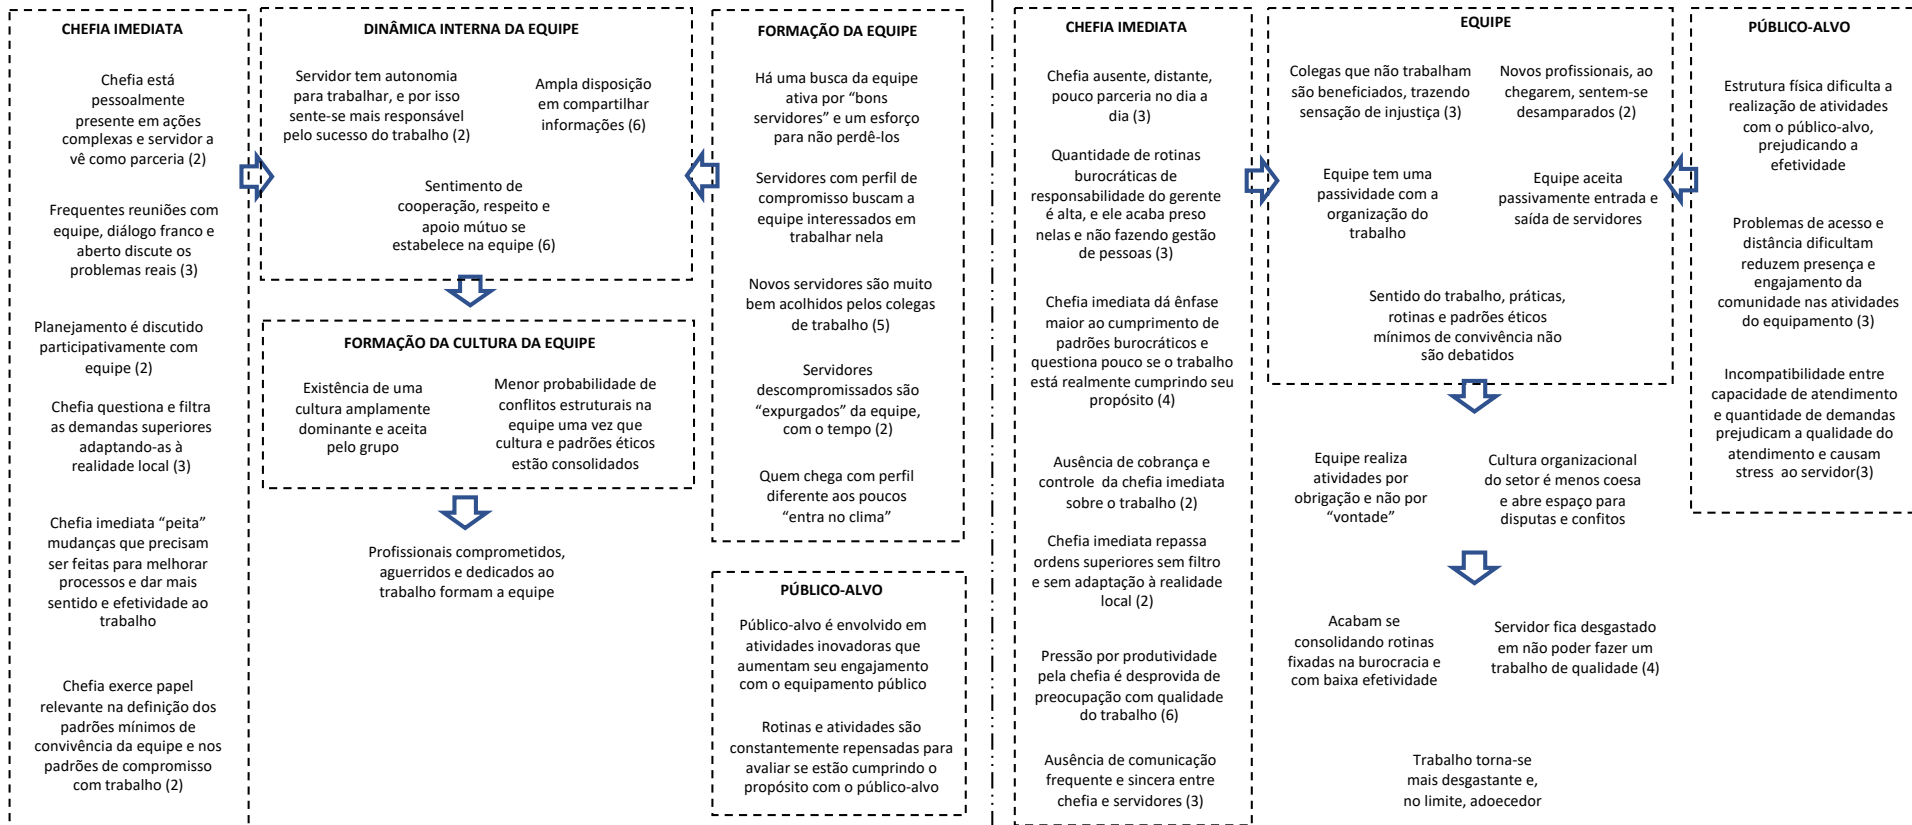 CHEFIA IMEDIATA
Chefia está
pessoalmente
presente em ações
complexas e servidor a
vê como parceria (2)
Frequentes reuniões com
equipe, diálogo franco e
aberto discute os
problemas reais (3)
Planejamento é discutido
participativamente com
equipe (2)
Chefia questiona e filtra
as demandas superiores
adaptando-as à
realidade local (3)
Chefia imediata “peita”
mudanças que precisam
ser feitas para melhorar
processos e dar mais
sentido e efetividade ao
trabalho
Chefia exerce papel
relevante na definição dos
padrões mínimos de
convivência da equipe e nos
padrões de compromisso
com trabalho (2)
DINÂMICA INTERNA DA EQUIPE
Servidor tem autonomia
para trabalhar, e por isso
sente-se mais responsável
pelo sucesso do trabalho (2)
Ampla disposição
em compartilhar
informações (6)
Sentimento de
cooperação, respeito e
apoio mútuo se
estabelece na equipe (6)
FORMAÇÃO DA CULTURA DA EQUIPE
Existência de uma
cultura amplamente
dominante e aceita
pelo grupo
Menor probabilidade de
conflitos estruturais na
equipe uma vez que
cultura e padrões éticos
estão consolidados
Profissionais comprometidos,
aguerridos e dedicados ao
trabalho formam a equipe
FORMAÇÃO DA EQUIPE
Há uma busca da equipe
ativa por “bons
servidores” e um esforço
para não perdê-los
Servidores com perfil de
compromisso buscam a
equipe interessados em
trabalhar nela
Novos servidores são muito
bem acolhidos pelos colegas
de trabalho (5)
Servidores
descompromissados são
“expurgados” da equipe,
com o tempo (2)
Quem chega com perfil
diferente aos poucos
“entra no clima”
PÚBLICO-ALVO
Público-alvo é envolvido em
atividades inovadoras que
aumentam seu engajamento
com o equipamento público
Rotinas e atividades são
constantemente repensadas para
avaliar se estão cumprindo o
propósito com o público-alvo
CHEFIA IMEDIATA
Chefia ausente, distante,
pouco parceria no dia a
dia (3)
Quantidade de rotinas
burocráticas de
responsabilidade do gerente
é alta, e ele acaba preso
nelas e não fazendo gestão
de pessoas (3)
Chefia imediata dá ênfase
maior ao cumprimento de
padrões burocráticos e
questiona pouco se o trabalho
está realmente cumprindo seu
propósito (4)
Ausência de cobrança e
controle da chefia imediata
sobre o trabalho (2)
Chefia imediata repassa
ordens superiores sem filtro
e sem adaptação à realidade
local (2)
Pressão por produtividade
pela chefia é desprovida de
preocupação com qualidade
do trabalho (6)
Ausência de comunicação
frequente e sincera entre
chefia e servidores (3)
EQUIPE
Colegas que não trabalham
são beneficiados, trazendo
sensação de injustiça (3)
Novos profissionais, ao
chegarem, sentem-se
desamparados (2)
Equipe tem uma
passividade com a
organização do
trabalho
Equipe aceita
passivamente entrada e
saída de servidores
Sentido do trabalho, práticas,
rotinas e padrões éticos
mínimos de convivência não
são debatidos
Equipe realiza
atividades por
obrigação e não por
“vontade”
Cultura organizacional
do setor é menos coesa
e abre espaço para
disputas e confitos
Acabam se
consolidando rotinas
fixadas na burocracia e
com baixa efetividade
Servidor fica desgastado
em não poder fazer um
trabalho de qualidade (4)
Trabalho torna-se
mais desgastante e,
no limite, adoecedor
PÚBLICO-ALVO
Estrutura física dificulta a
realização de atividades
com o público-alvo,
prejudicando a
efetividade
Problemas de acesso e
distância dificultam
reduzem presença e
engajamento da
comunidade nas atividades
do equipamento (3)
Incompatibilidade entre
capacidade de atendimento
e quantidade de demandas
prejudicam a qualidade do
atendimento e causam
stress ao servidor(3)